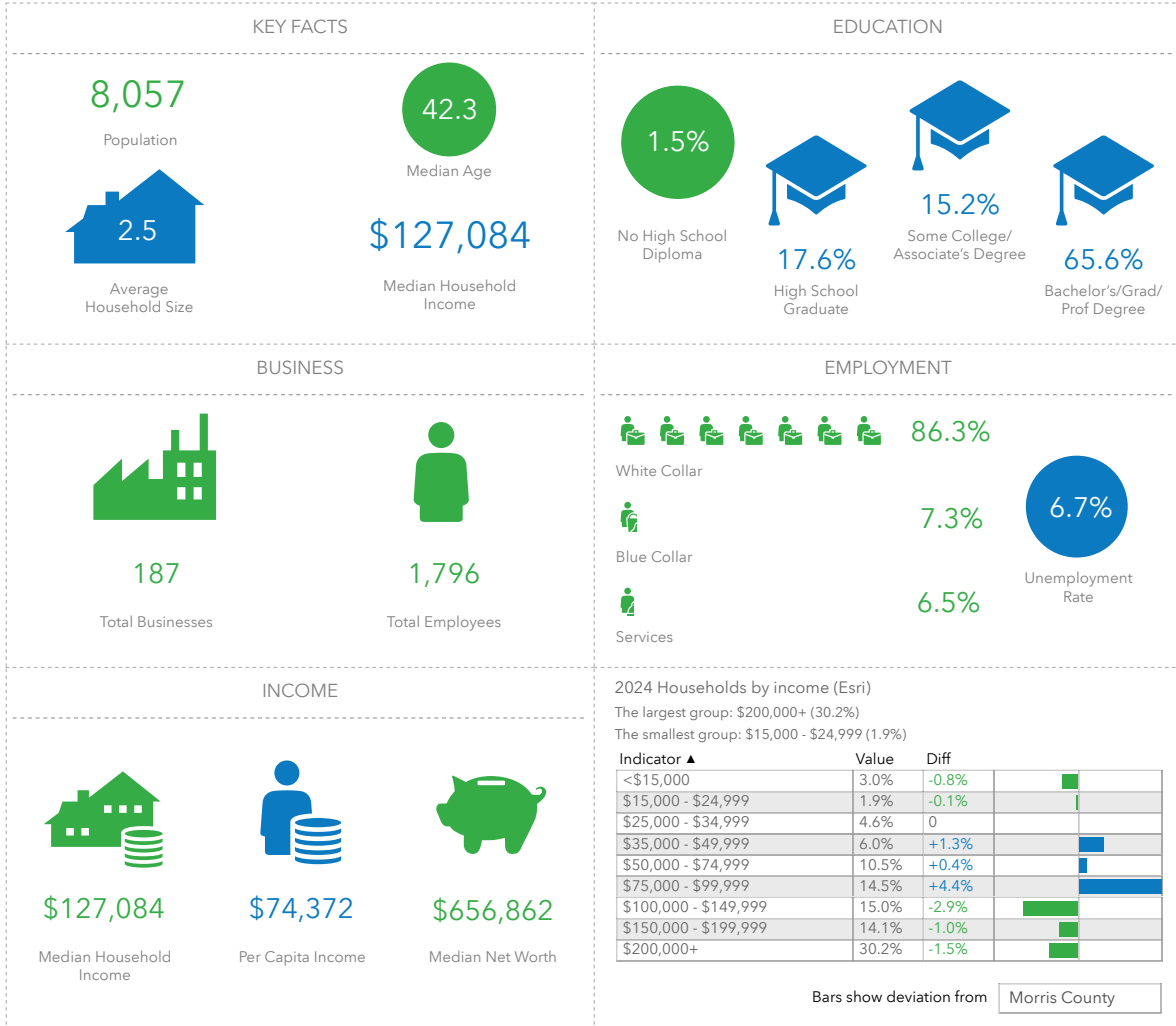 KEY FACTS
8,057
Population
42.3
Median Age
2.5
Average
Household Size
$127,084
Median Household
Income
EDUCATION
1.5%
No High School
Diploma
17.6%
High School
Graduate
15.2%
Some College/
Associate's Degree
65.6%
Bachelor's/Grad/
Prof Degree
BUSINESS
187
Total Businesses
1,796
Total Employees
EMPLOYMENT
86.3%
White Collar
7.3%
Blue Collar
6.5%
Services
6.7%
Unemployment
Rate
INCOME
$127,084
Median Household
Income
$74,372
Per Capita Income
$656,862
Median Net Worth
2024 Households by income (Esri)
The largest group: $200,000+ (30.2%)
The smallest group: $15,000 - $24,999 (1.9%)
Indicator ▲ Value Diff
<$15,000 3.0% -0.8%
$15,000 - $24,999 1.9% -0.1%
$25,000 - $34,999 4.6% 0
$35,000 - $49,999 6.0% +1.3%
$50,000 - $74,999 10.5% +0.4%
$75,000 - $99,999 14.5% +4.4%
$100,000 - $149,999 15.0% -2.9%
$150,000 - $199,999 14.1% -1.0%
$200,000+ 30.2% -1.5%
Bars show deviation from Morris County